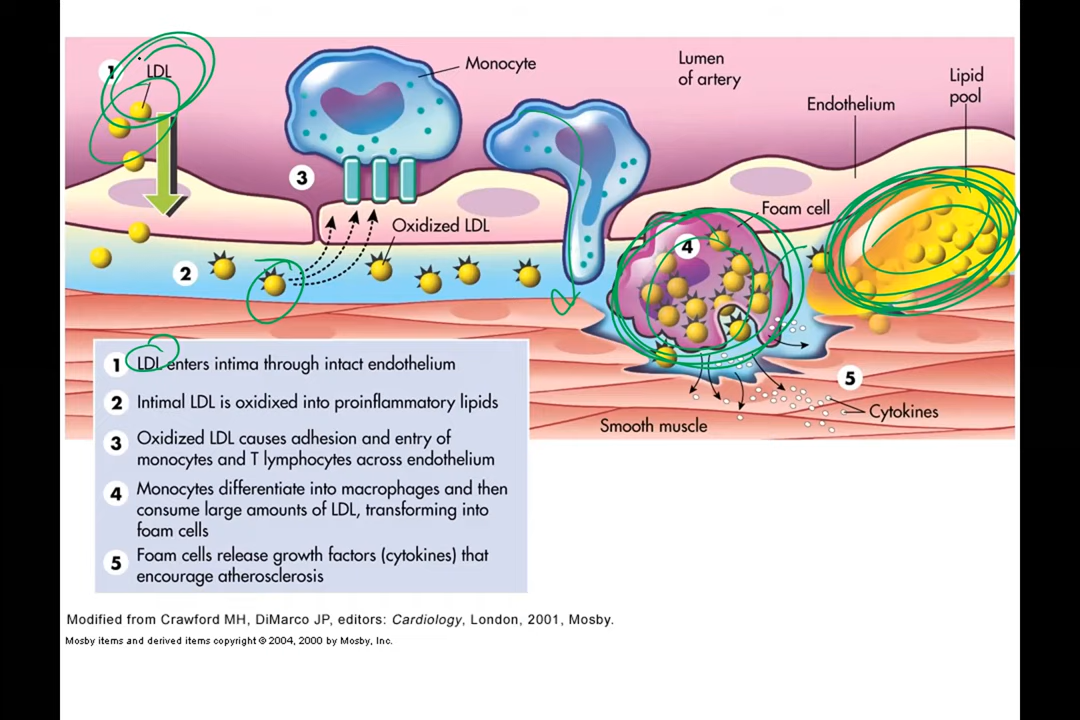 1
LDL
Monocyte
Lumen
of artery
Endothelium
Lipid
pool
3
Foam cell
Oxidized LDL
4
2
5
Cytokines
Smooth muscle
1 LDL enters intima through intact endothelium
2 Intimal LDL is oxidixed into proinflammatory lipids
3 Oxidized LDL causes adhesion and entry of
monocytes and T lymphocytes across endothelium
4 Monocytes differentiate into macrophages and then
consume large amounts of LDL, transforming into
foam cells
5 Foam cells release growth factors (cytokines) that
encourage atherosclerosis
Modified from Crawford MH, DiMarco JP, editors: Cardiology, London, 2001, Mosby.
Mosby items and derived items copyright © 2004, 2000 by Mosby, Inc.